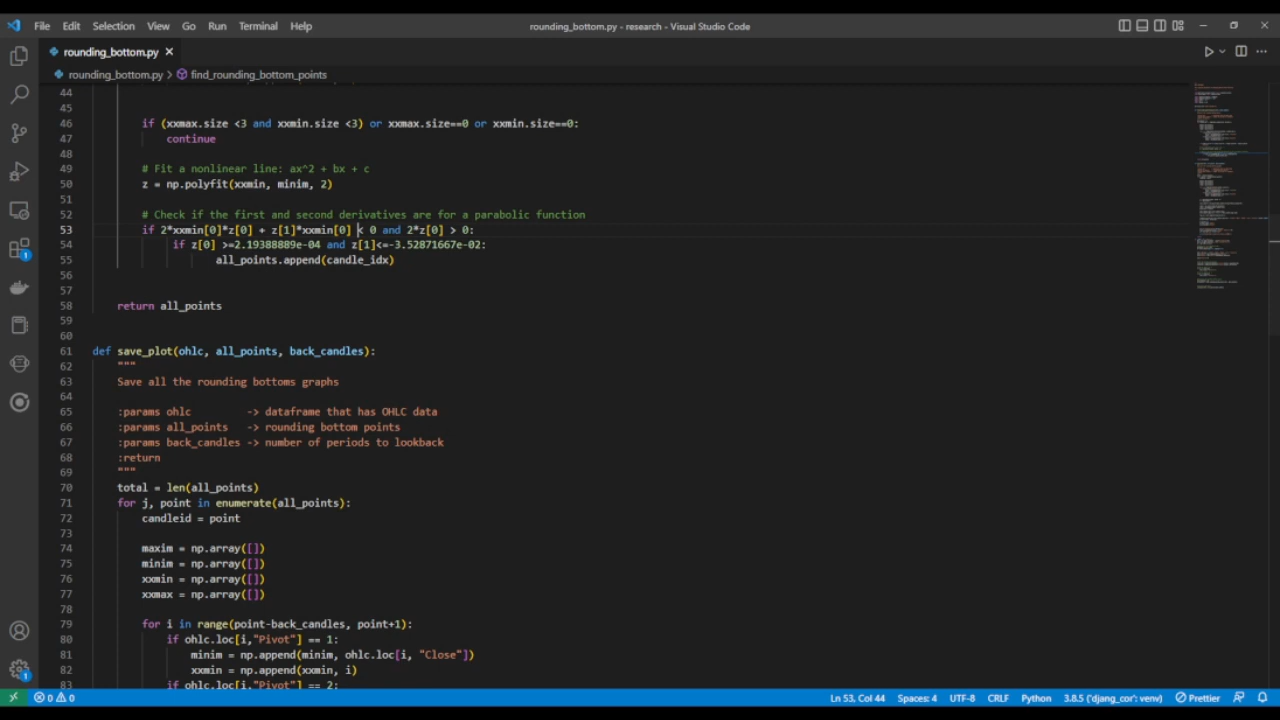 File Edit Selection View Go Run Terminal Help rounding_bottom.py - research - Visual Studio Code
rounding_bottom.py
rounding_bottom.py > find_rounding_bottom_points
44
45
46 if (xxmax.size <3 and xxmin.size <3) or xxmax.size==0 or xxmin.size==0:
47 continue
48
49 # Fit a nonlinear line: ax^2 + bx + c
50 z = np.polyfit(xxmin, minim, 2)
51
52 # Check if the first and second derivatives are for a parabolic function
53 if 2*xxmin[0]*z[0] + z[1]*xxmin[0] < 0 and 2*z[0] > 0:
54 if z[0] >=2.19388889e-04 and z[1]<=-3.52871667e-02:
55 all_points.append(candle_idx)
56
57
58 return all_points
59
60
61 def save_plot(ohlc, all_points, back_candles):
62 """
63 Save all the rounding bottoms graphs
64
65 :params ohlc -> dataframe that has OHLC data
66 :params all_points -> rounding bottom points
67 :params back_candles -> number of periods to lookback
68 :return
69 """
70 total = len(all_points)
71 for j, point in enumerate(all_points):
72 candleid = point
73
74 maxim = np.array([])
75 minim = np.array([])
76 xxmin = np.array([])
77 xxmax = np.array([])
78
79 for i in range(point-back_candles, point+1):
80 if ohlc.loc[i,"Pivot"] == 1:
81 minim = np.append(minim, ohlc.loc[i, "Close"])
82 xxmin = np.append(xxmin, i)
83 if ohlc.loc[i,"Pivot"] == 2:
1
1
0 0 Ln 53, Col 44 Spaces: 4 UTF-8 CRLF Python 3.8.5 ('djang_cor': venv) Prettier